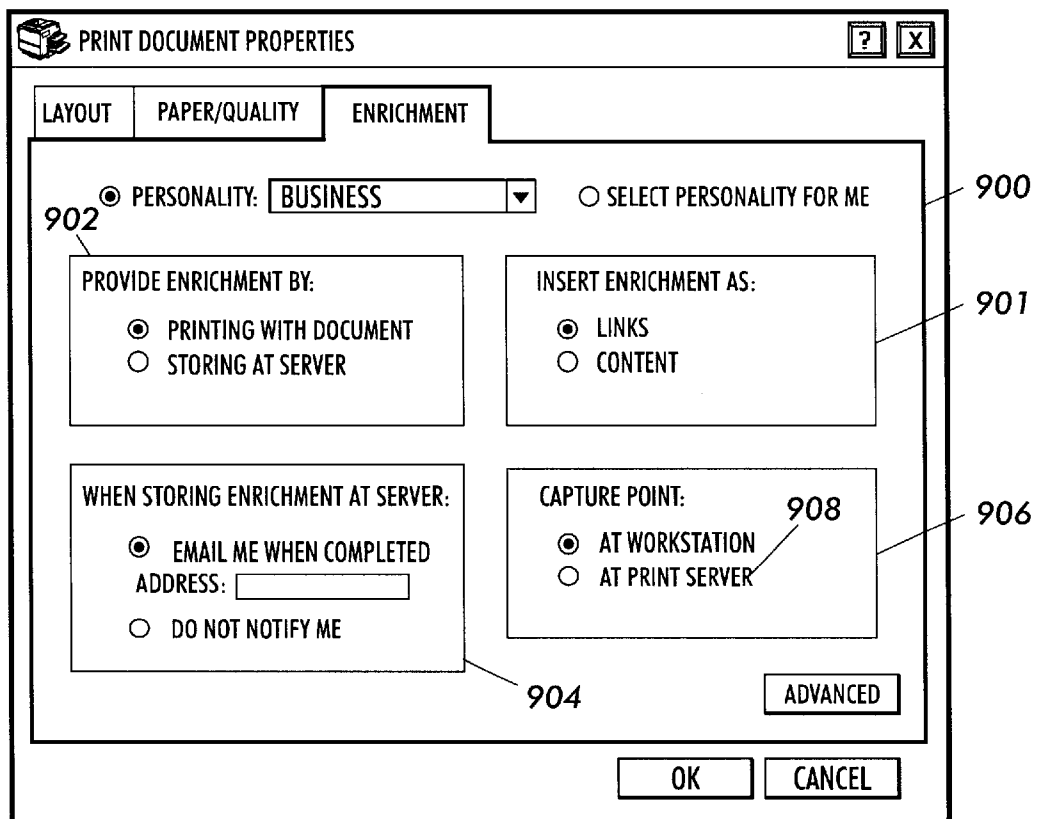 PRINT DOCUMENT PROPERTIES ? X
LAYOUT PAPER/QUALITY ENRICHMENT
PERSONALITY: BUSINESS SELECT PERSONALITY FOR ME
900
902
PROVIDE ENRICHMENT BY:
PRINTING WITH DOCUMENT
STORING AT SERVER
INSERT ENRICHMENT AS:
LINKS
CONTENT
901
WHEN STORING ENRICHMENT AT SERVER:
EMAIL ME WHEN COMPLETED
ADDRESS:
DO NOT NOTIFY ME
904
CAPTURE POINT:
908
AT WORKSTATION
AT PRINT SERVER
906
ADVANCED
OK CANCEL